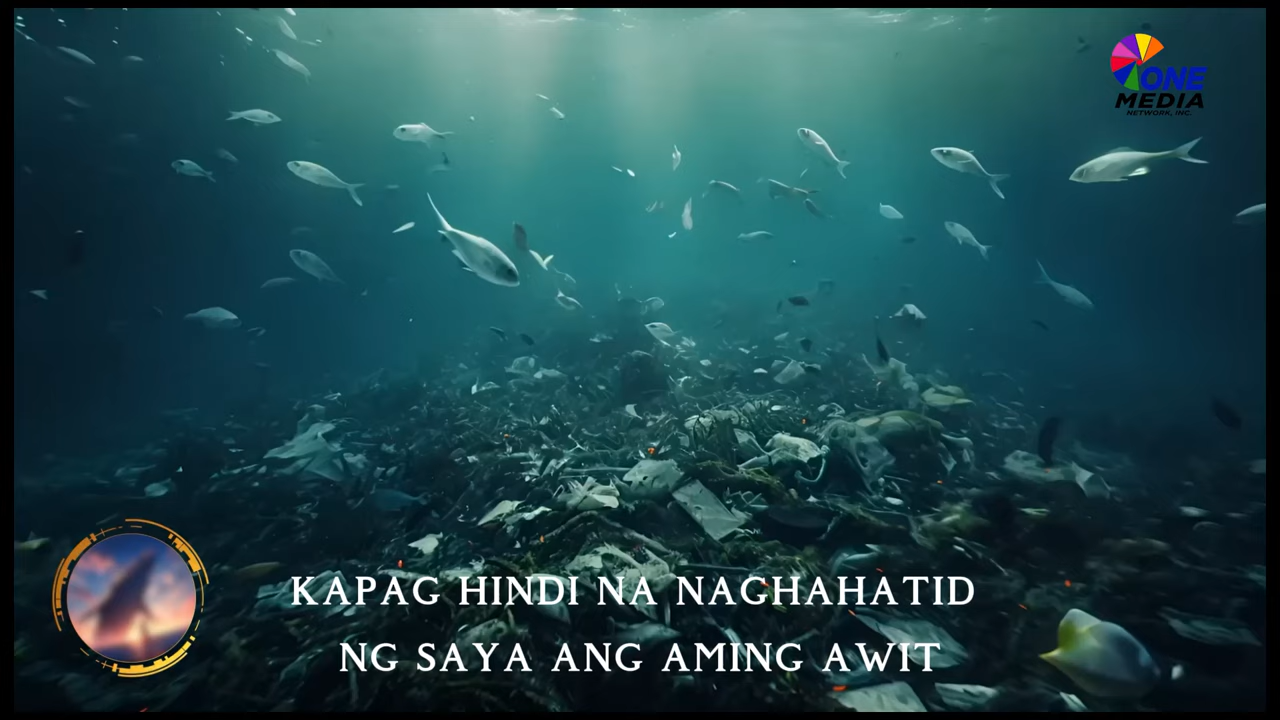 ONE
MEDIA
NETWORK, INC.
KAPAG HINDI NA NAGHAHATID
NG SAYA ANG AMING AWIT